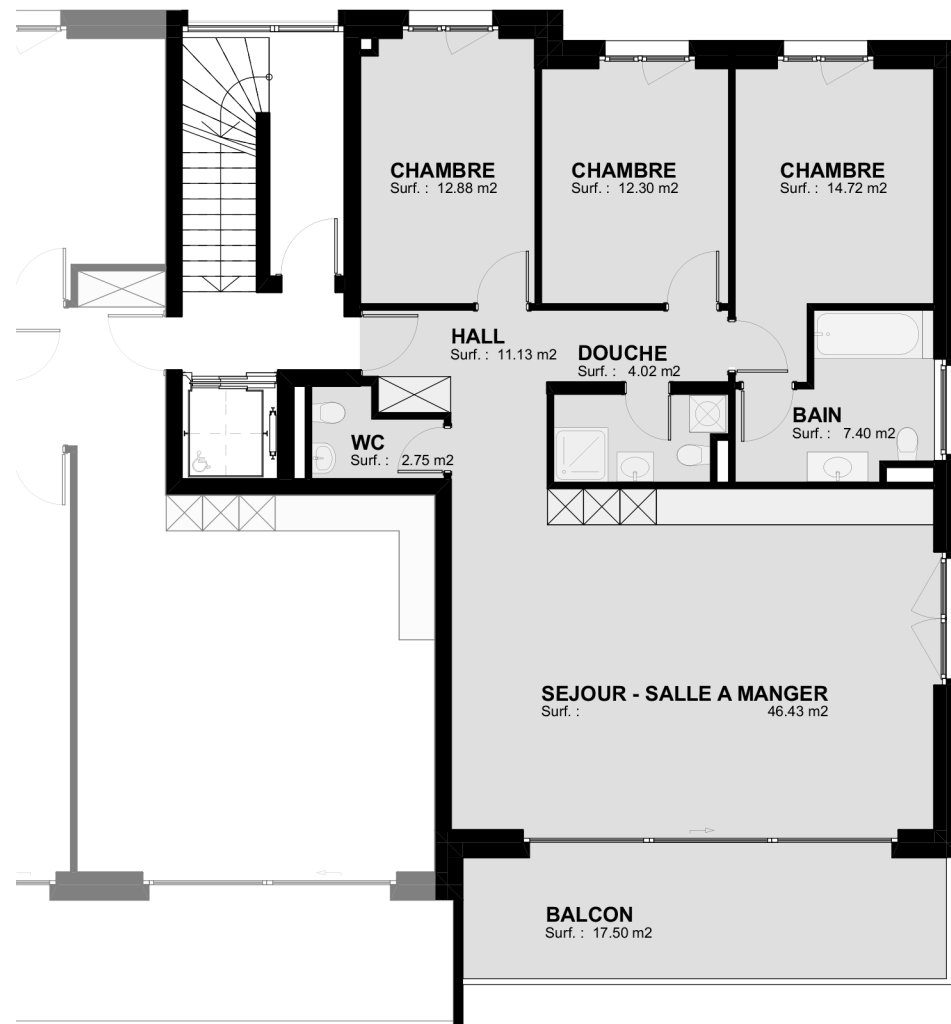 CHAMBRE
Surf. : 12.88 m2
CHAMBRE
Surf. : 12.30 m2
CHAMBRE
Surf. : 14.72 m2
HALL
Surf. : 11.13 m2
DOUCHE
Surf. : 4.02 m2
BAIN
Surf. : 7.40 m2
WC
Surf. : 2.75 m2
SEJOUR - SALLE A MANGER
Surf. : 46.43 m2
BALCON
Surf. : 17.50 m2